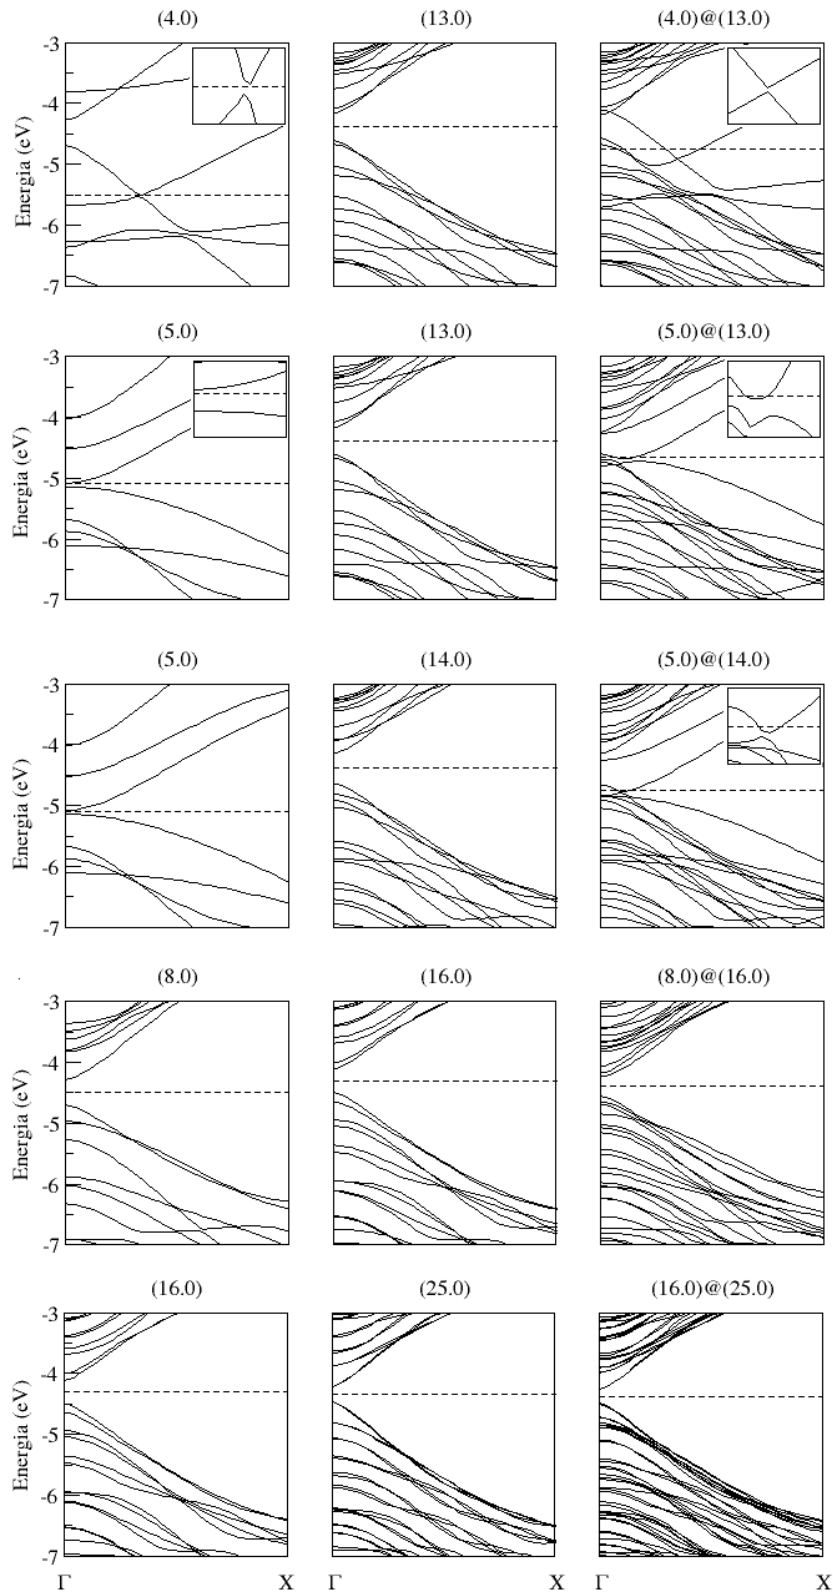 (4.0) (13.0) (4.0)@(13.0)
-3
-4
-5
-6
-7
Energia (eV)
(5.0) (13.0) (5.0)@(13.0)
-3
-4
-5
-6
-7
Energia (eV)
(5.0) (14.0) (5.0)@(14.0)
-3
-4
-5
-6
-7
Energia (eV)
(8.0) (16.0) (8.0)@(16.0)
-3
-4
-5
-6
-7
Energia (eV)
(16.0) (25.0) (16.0)@(25.0)
-3
-4
-5
-6
-7
Energia (eV)
Γ X Γ X Γ X